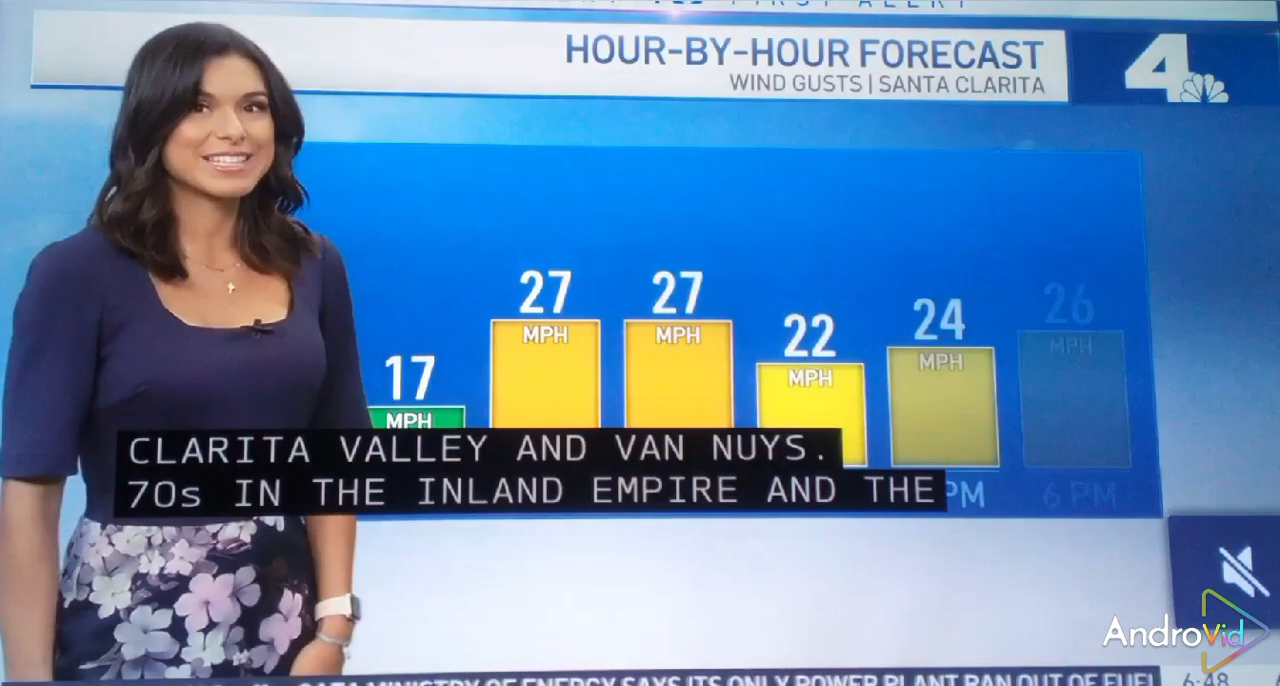 FIRST ALERT
HOUR-BY-HOUR FORECAST
WIND GUSTS | SANTA CLARITA
4
17
MPH
27
MPH
27
MPH
22
MPH
24
MPH
26
MPH
PM
6 PM
CLARITA VALLEY AND VAN NUYS.
70s IN THE INLAND EMPIRE AND THE
AndroVid
MINISTRY OF ENERGY SAYS ITS ONLY POWER PLANT RAN OUT OF FUEL
6:48